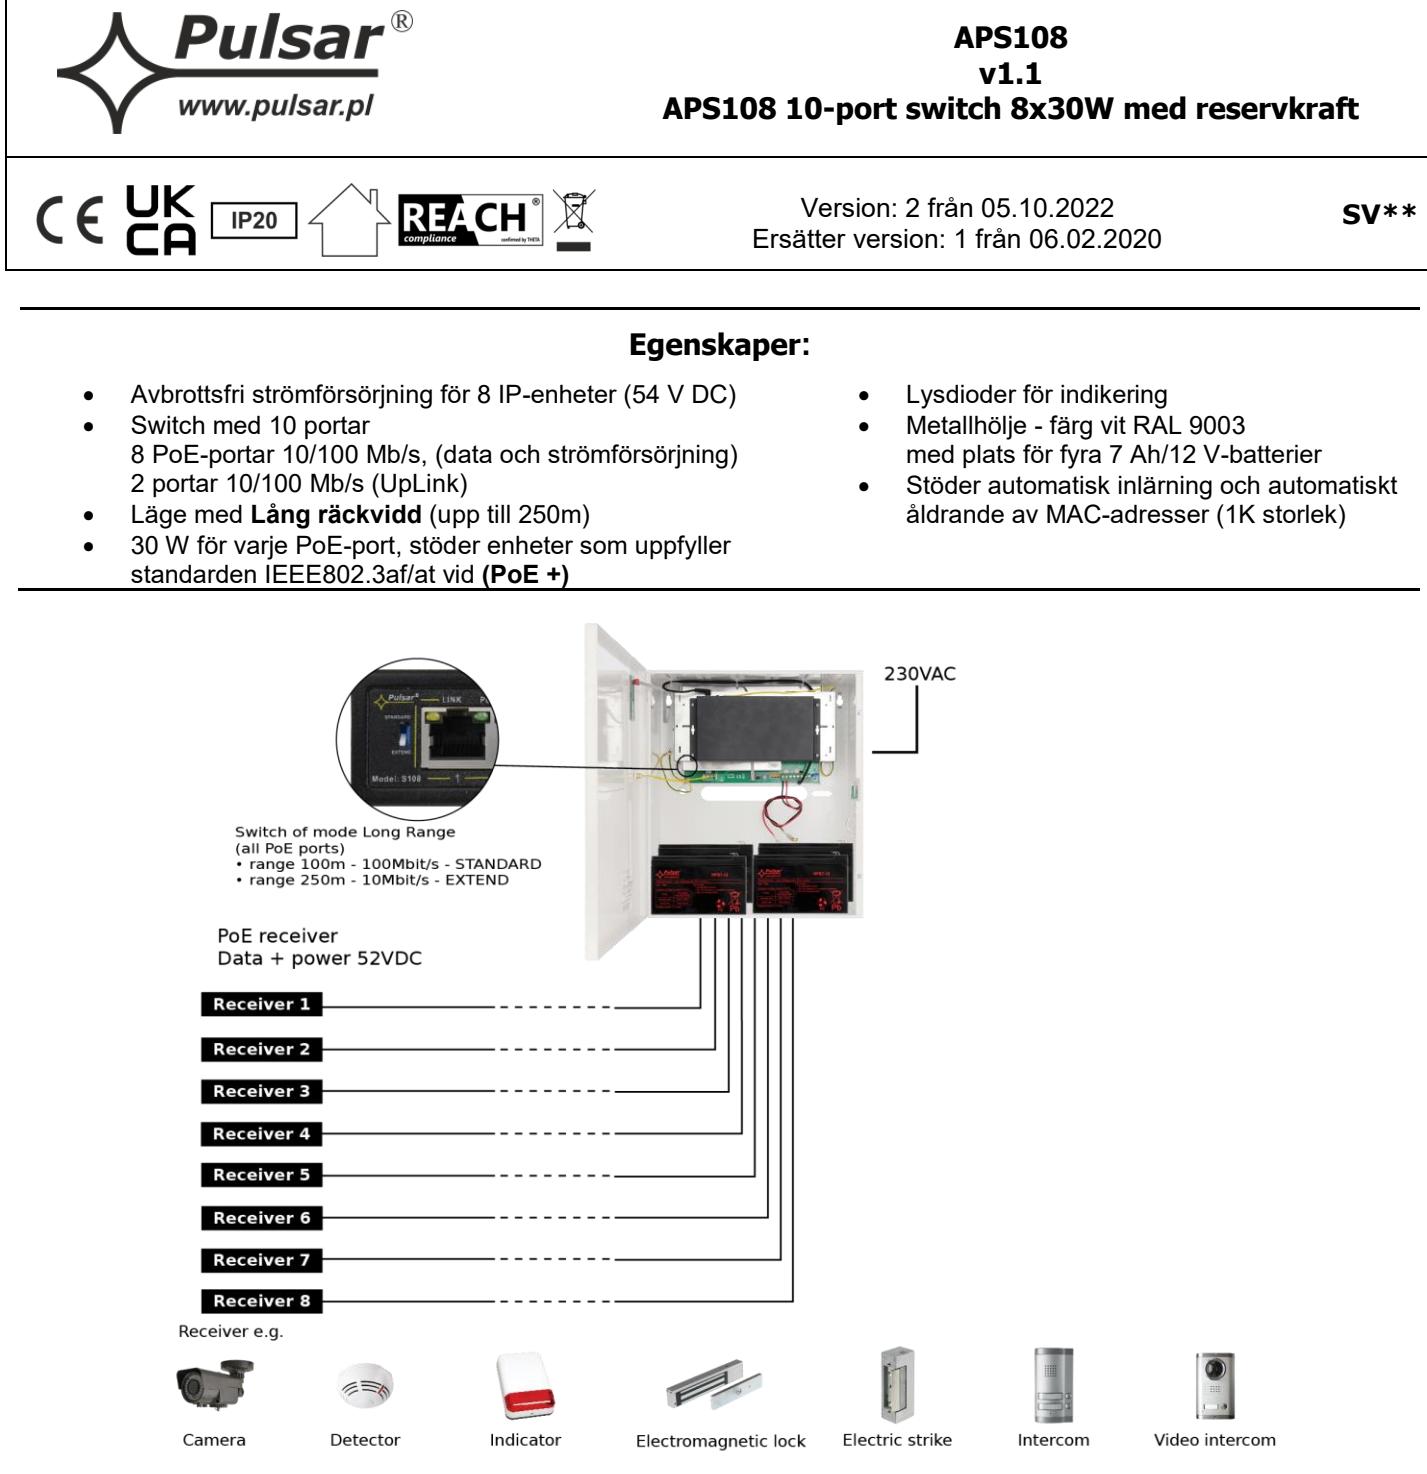 Pulsar®
www.pulsar.pl
APS108
v1.1
APS108 10-port switch 8x30W med reservkraft
CE UK CA IP20 REACH® compliance confirmed by THETA
Version: 2 från 05.10.2022
Ersätter version: 1 från 06.02.2020
SV**
Egenskaper:
• Avbrottsfri strömförsörjning för 8 IP-enheter (54 V DC)
• Switch med 10 portar
8 PoE-portar 10/100 Mb/s, (data och strömförsörjning)
2 portar 10/100 Mb/s (UpLink)
• Läge med Lång räckvidd (upp till 250m)
• 30 W för varje PoE-port, stöder enheter som uppfyller
standarden IEEE802.3af/at vid (PoE +)
• Lysdioder för indikering
• Metallhölje - färg vit RAL 9003
med plats för fyra 7 Ah/12 V-batterier
• Stöder automatisk inlärning och automatiskt
åldrande av MAC-adresser (1K storlek)
230VAC
Pulsar® LINK
STANDARD
EXTEND
Model: S108 1
Switch of mode Long Range
(all PoE ports)
• range 100m - 100Mbit/s - STANDARD
• range 250m - 10Mbit/s - EXTEND
Pulsar
Pulsar
PoE receiver
Data + power 52VDC
Receiver 1
Receiver 2
Receiver 3
Receiver 4
Receiver 5
Receiver 6
Receiver 7
Receiver 8
Receiver e.g.
Camera
Detector
Indicator
Electromagnetic lock
Electric strike
Intercom
Video intercom